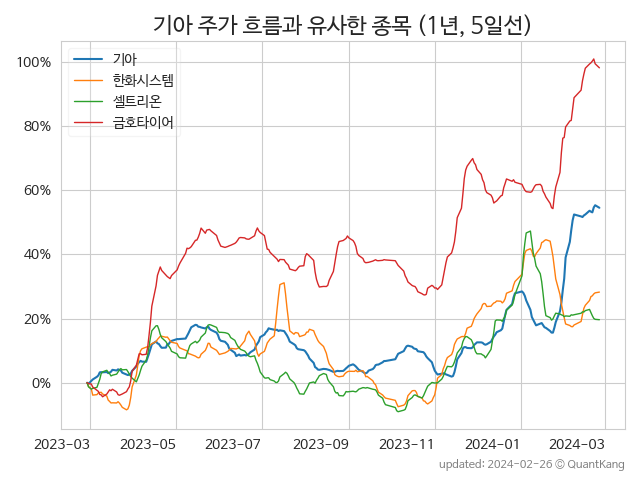 기아 주가 흐름과 유사한 종목 (1년, 5일선)
기아
한화시스템
셀트리온
금호타이어
100%
80%
60%
40%
20%
0%
2023-03 2023-05 2023-07 2023-09 2023-11 2024-01 2024-03
updated: 2024-02-26 © QuantKang